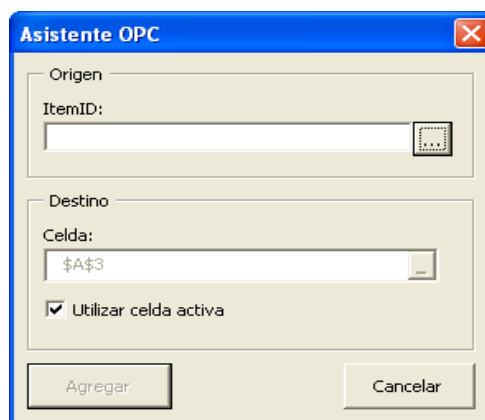 Asistente OPC
Origen
ItemID:
...
Destino
Celda:
$A$3
_
Utilizar celda activa
Agregar
Cancelar